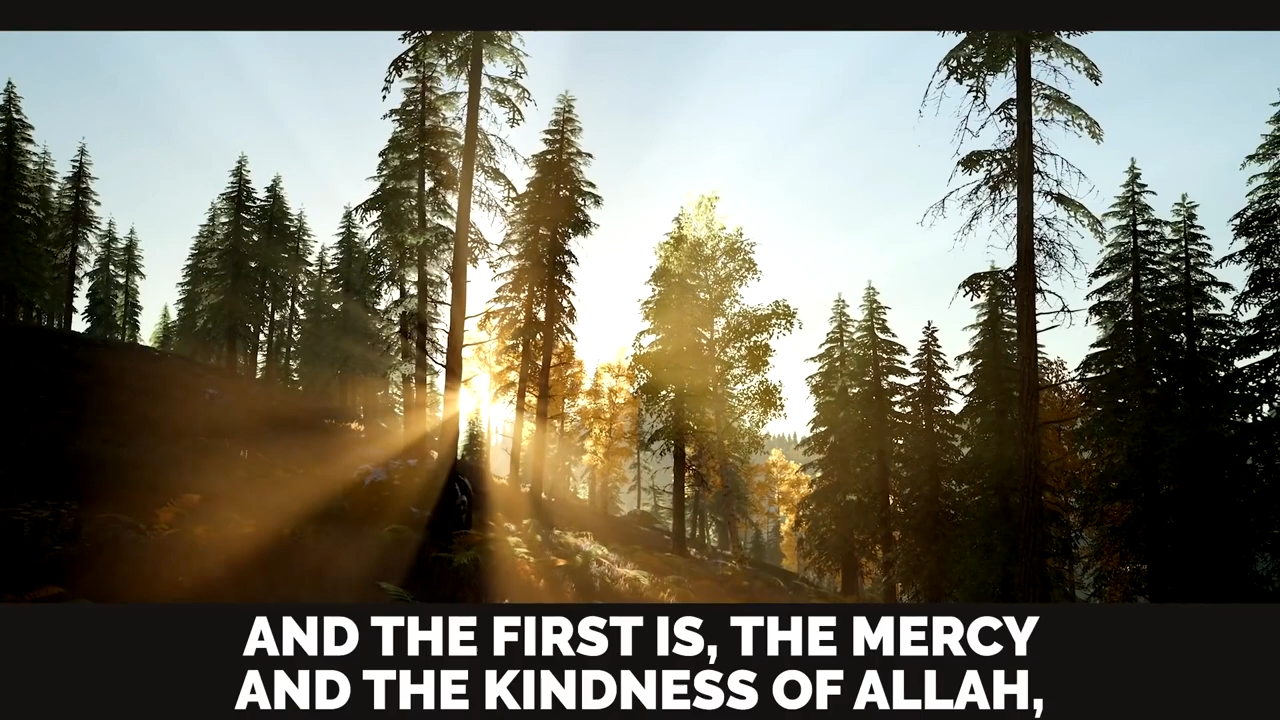 AND THE FIRST IS, THE MERCY
AND THE KINDNESS OF ALLAH,